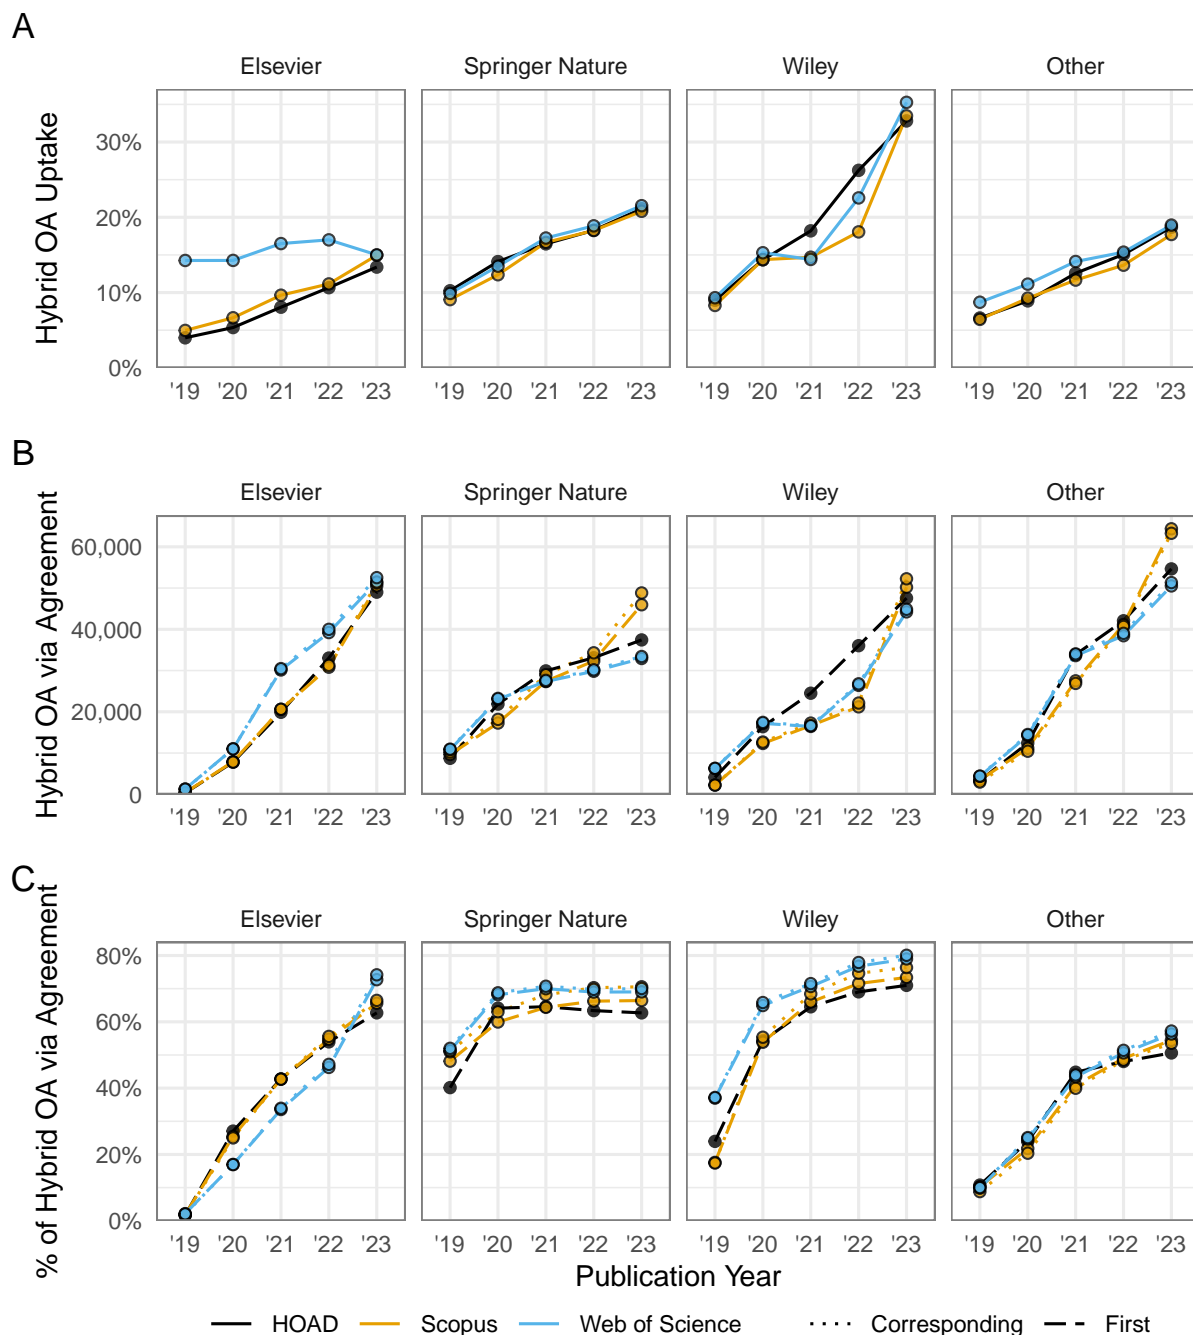 A
Elsevier Springer Nature Wiley Other
Hybrid OA Uptake
30%
20%
10%
0%
'19 '20 '21 '22 '23 '19 '20 '21 '22 '23 '19 '20 '21 '22 '23 '19 '20 '21 '22 '23
B
Elsevier Springer Nature Wiley Other
Hybrid OA via Agreement
60,000
40,000
20,000
0
'19 '20 '21 '22 '23 '19 '20 '21 '22 '23 '19 '20 '21 '22 '23 '19 '20 '21 '22 '23
C
Elsevier Springer Nature Wiley Other
% of Hybrid OA via Agreement
80%
60%
40%
20%
0%
'19 '20 '21 '22 '23 '19 '20 '21 '22 '23 '19 '20 '21 '22 '23 '19 '20 '21 '22 '23
Publication Year
HOAD Scopus Web of Science Corresponding First